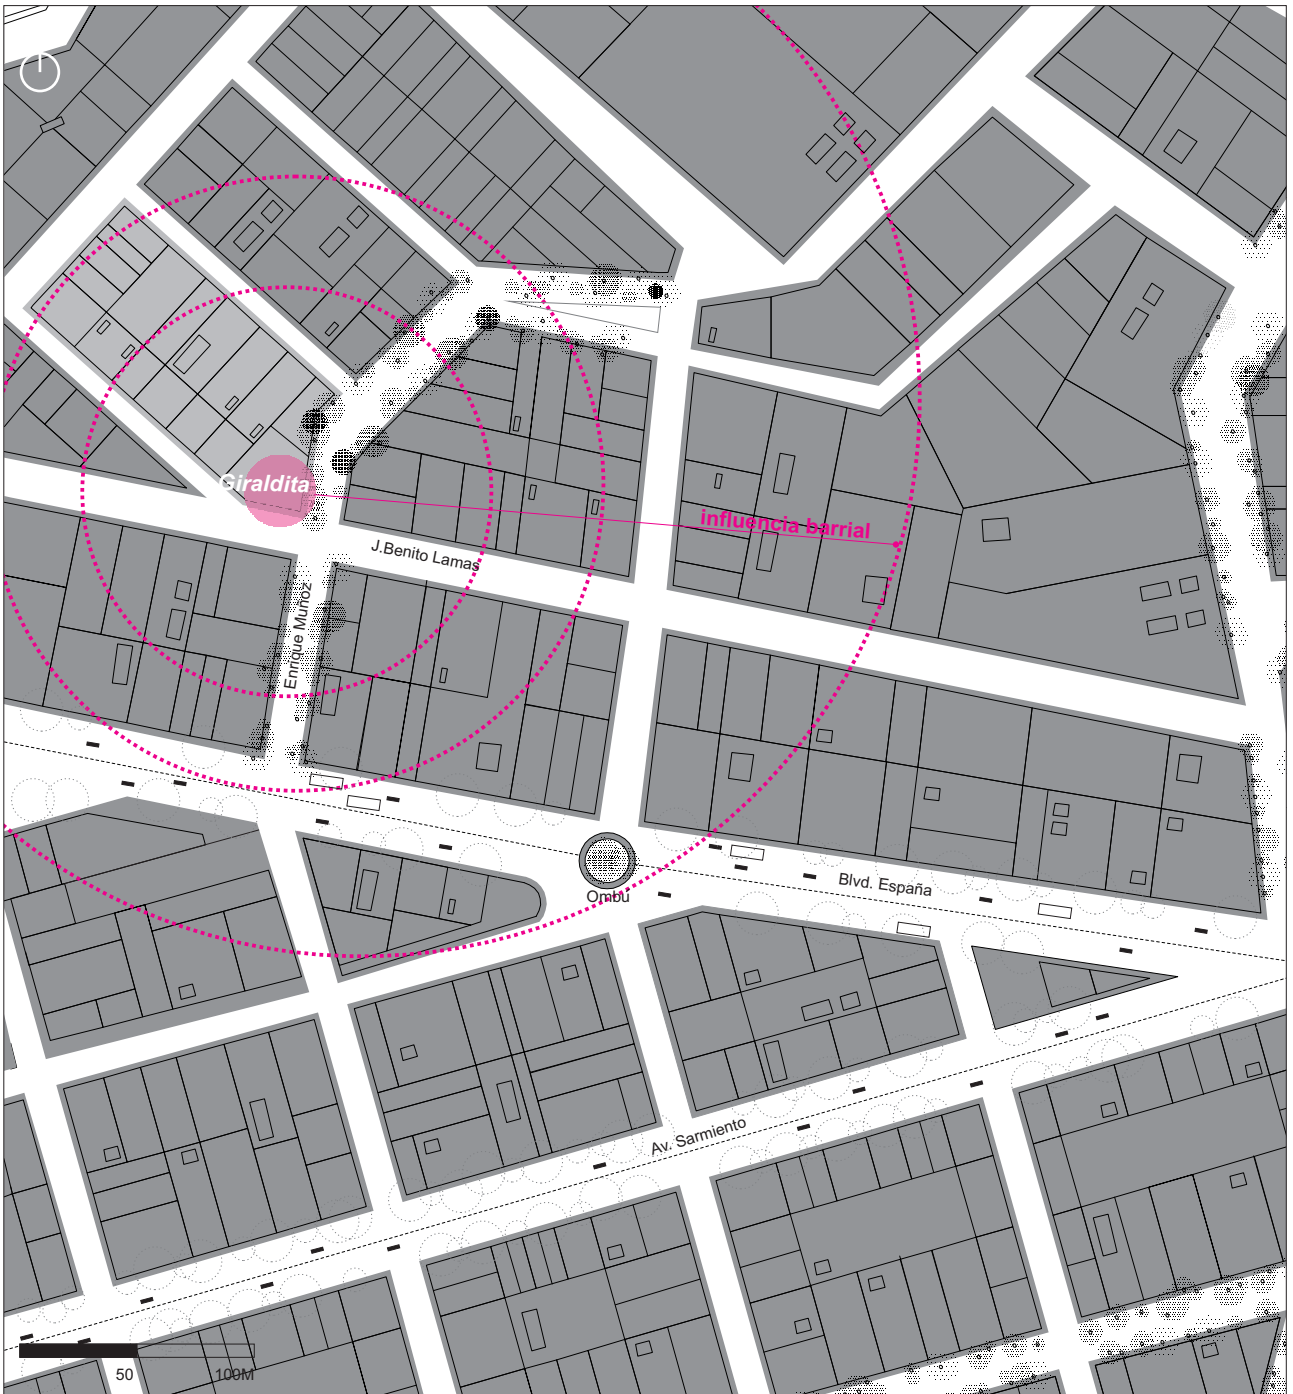 Giraldita
influencia barrial
J.Benito Lamas
Enrique Muñoz
Blvd. España
Ombú
Av. Sarmiento
50
100M